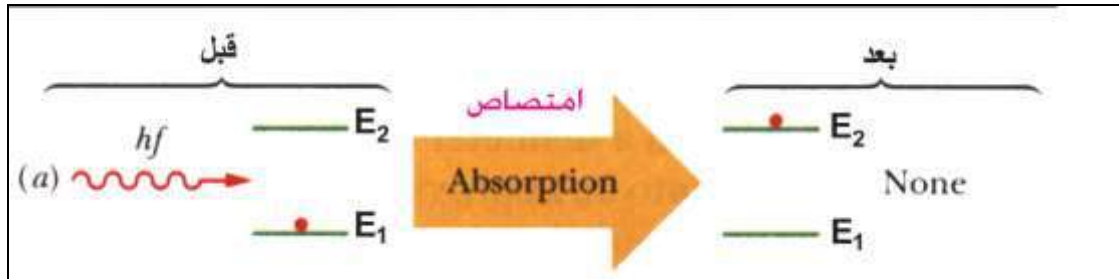 قبل
بعد
امتصاص
(a) hf
E₂
E₁
Absorption
E₂
E₁
None